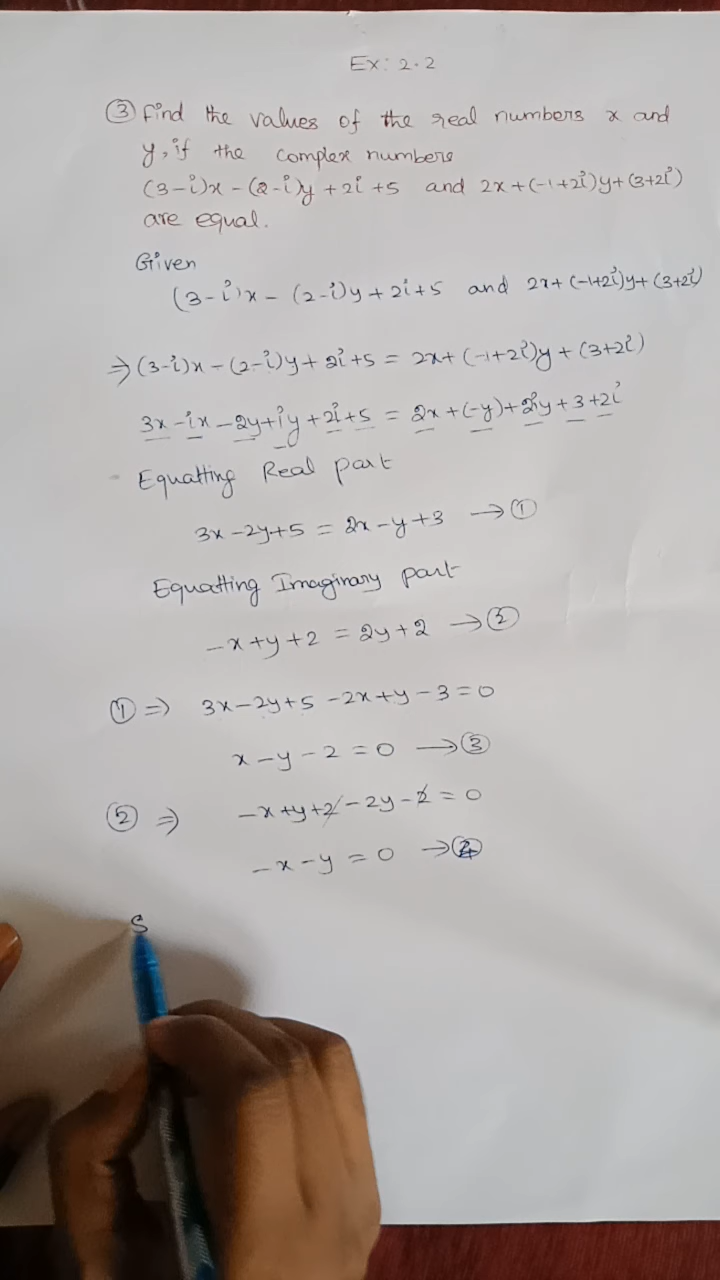 Ex: 2.2
③ Find the values of the real numbers x and
y, if the complex numbers
(3-i)x - (2-i)y + 2i + 5 and 2x + (-1+2i)y + (3+2i)
are equal.
Given
(3-i)x - (2-i)y + 2i + 5 and 2x + (-1+2i)y + (3+2i)
⇒ (3-i)x - (2-i)y + 2i + 5 = 2x + (-1+2i)y + (3+2i)
3x - ix - 2y + iy + 2i + 5 = 2x + (-y) + 2iy + 3 + 2i
Equatting Real part
3x - 2y + 5 = 2x - y + 3 → ①
Equatting Imaginary part
-x + y + 2 = 2y + 2 → ②
① ⇒ 3x - 2y + 5 - 2x + y - 3 = 0
x - y - 2 = 0 → ③
② ⇒ -x + y + 2 - 2y - 2 = 0
-x - y = 0 → ④
S